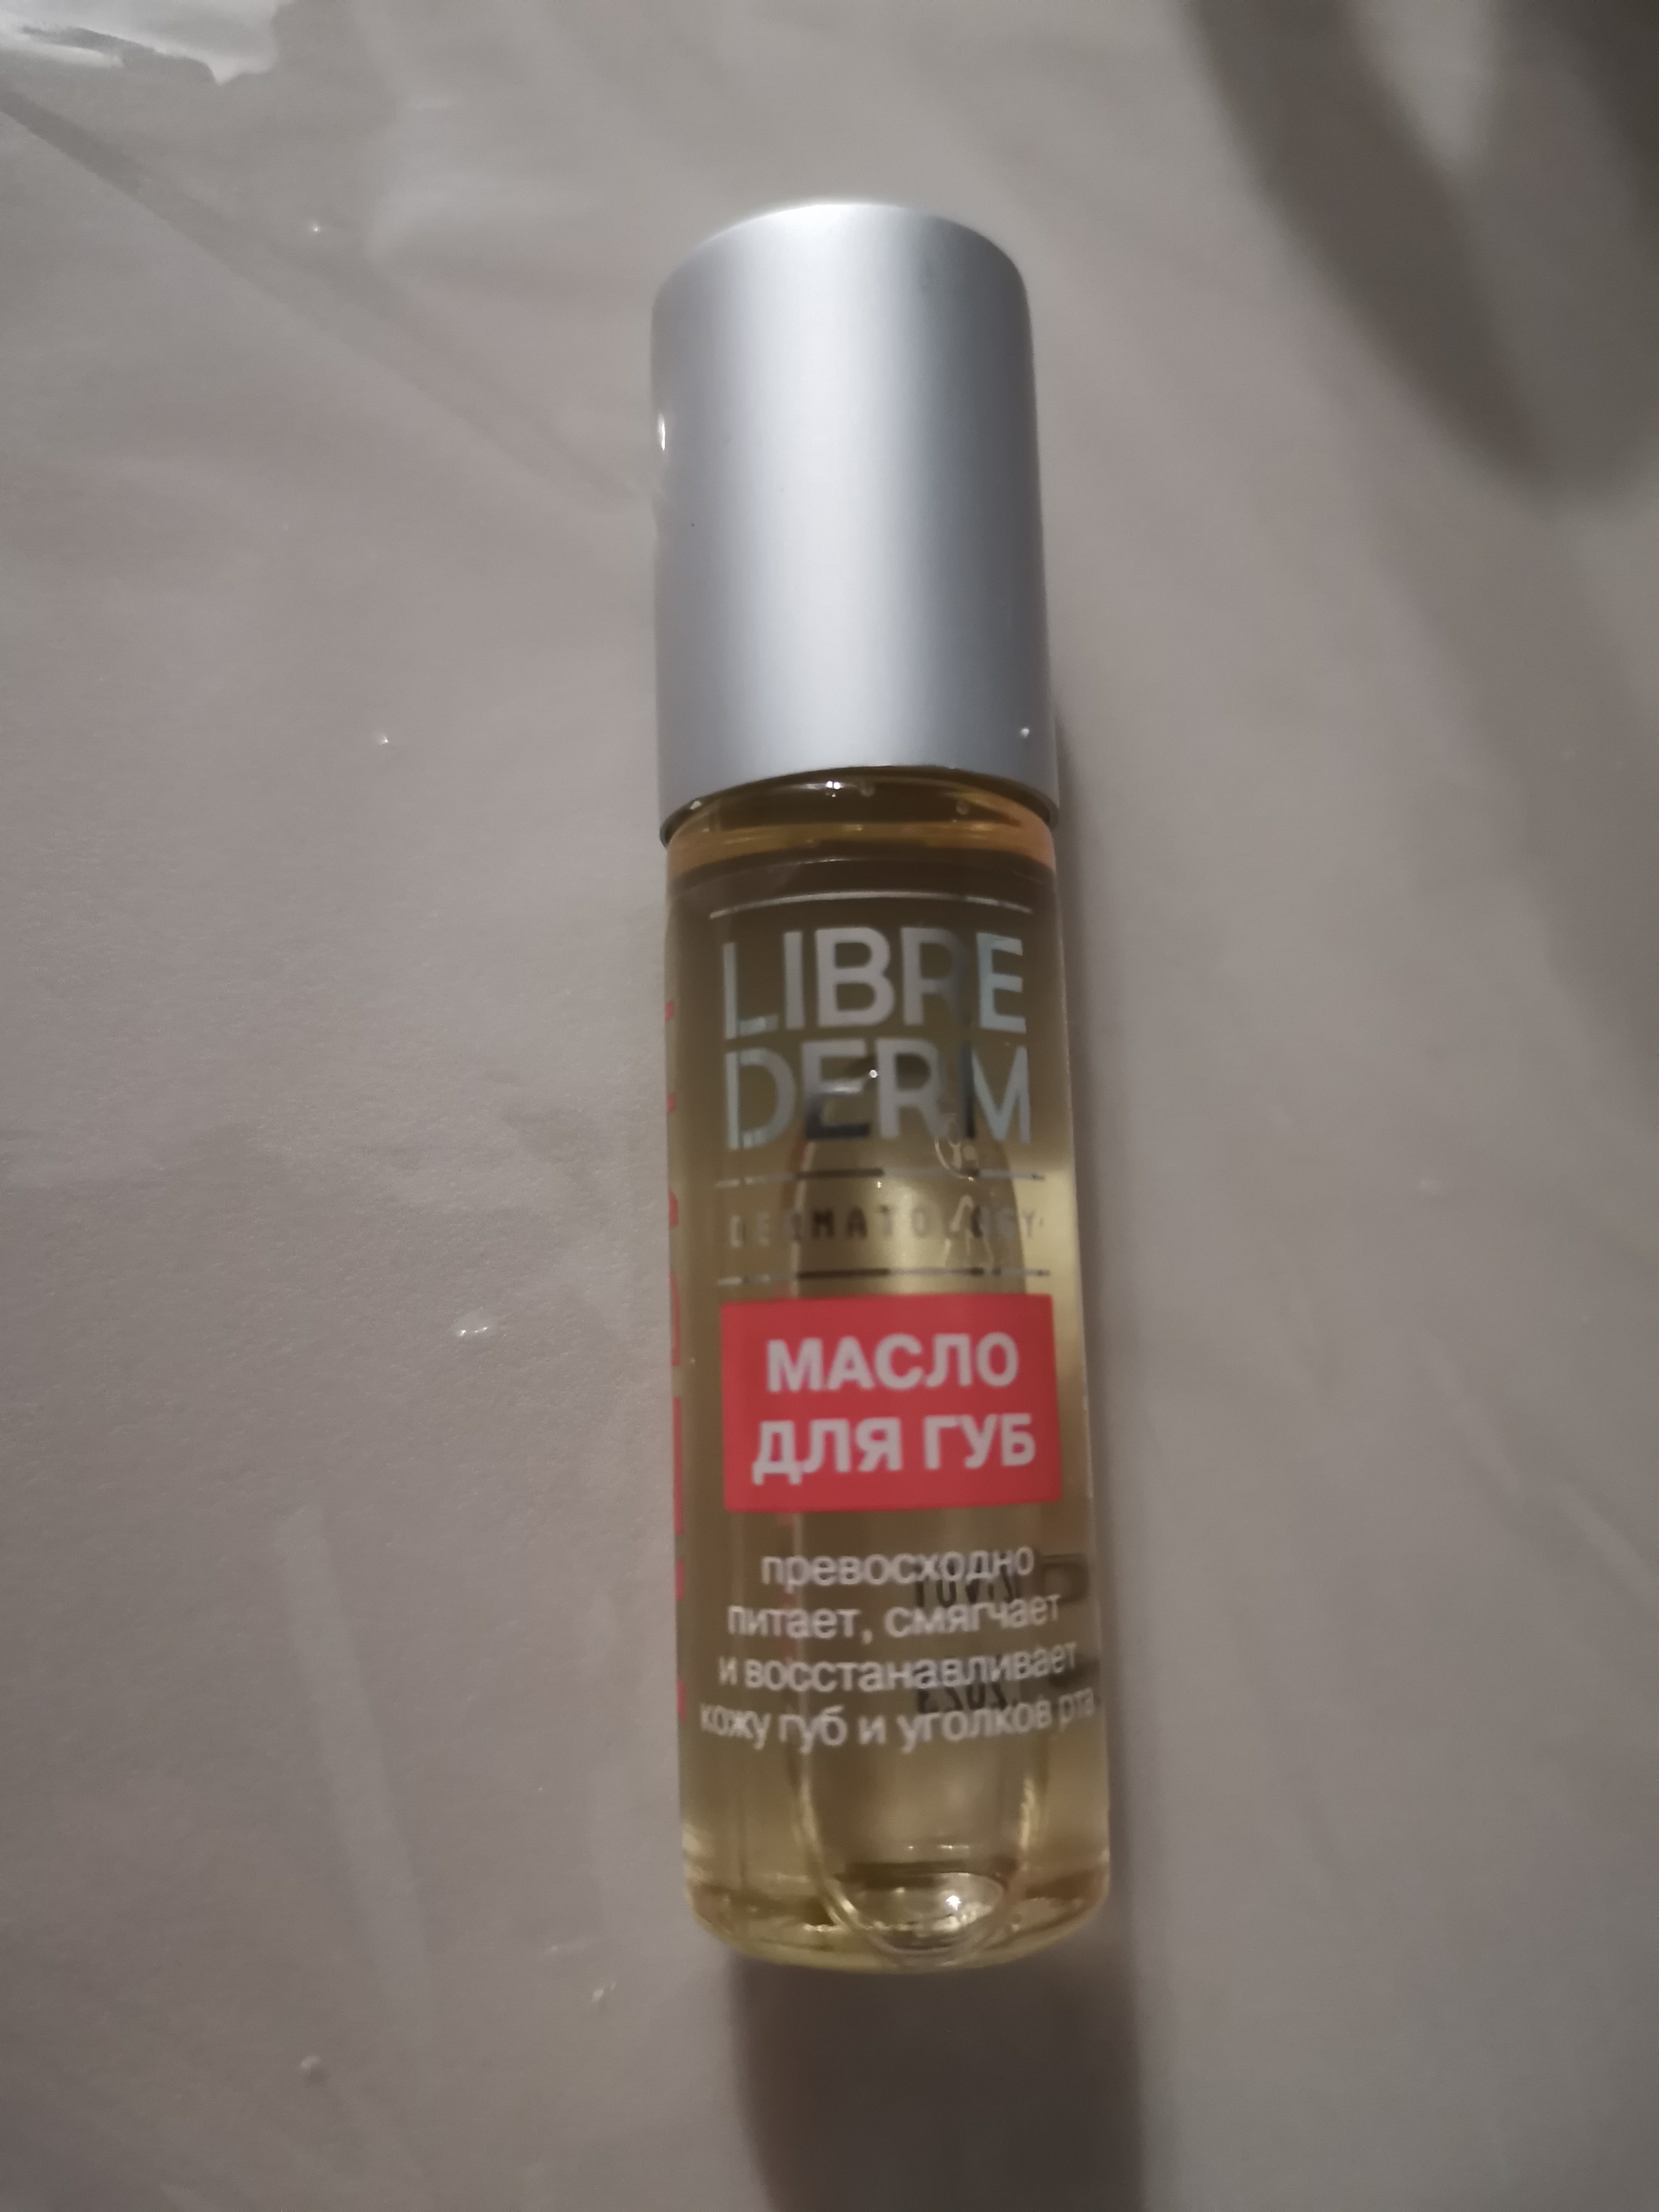 LIBRE
DERM
DERMATOLOGY
МАСЛО
ДЛЯ ГУБ
превосходно
питает, смягчает
и восстанавливает
кожу губ и уголков рта